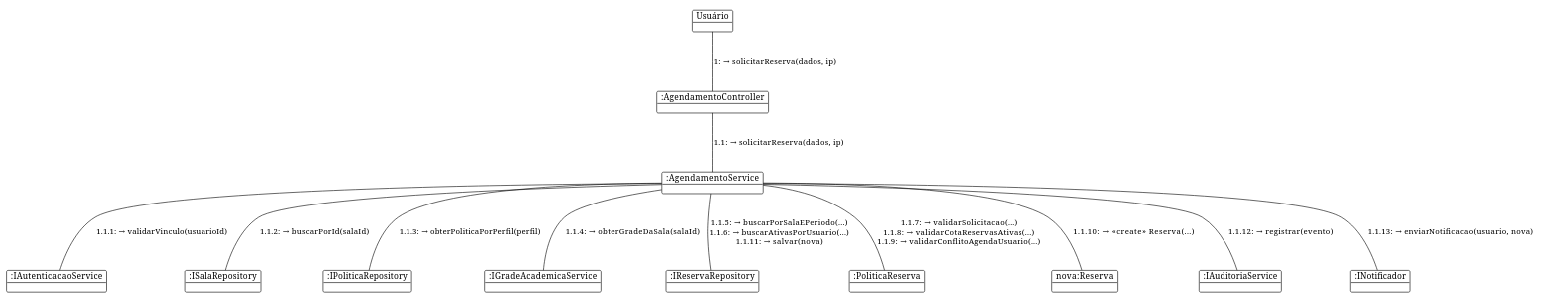 Usuário
1: → solicitarReserva(dados, ip)
:AgendamentoController
1.1: → solicitarReserva(dados, ip)
:AgendamentoService
1.1.1: → validarVinculo(usuarioId)
1.1.2: → buscarPorId(salaId)
1.1.3: → obterPoliticaPorPerfil(perfil)
1.1.4: → obterGradeDaSala(salaId)
1.1.5: → buscarPorSalaEPeriodo(...)
1.1.6: → buscarAtivasPorUsuario(...)
1.1.11: → salvar(nova)
1.1.7: → validarSolicitacao(...)
1.1.8: → validarCotaReservasAtivas(...)
1.1.9: → validarConflitoAgendaUsuario(...)
1.1.10: → «create» Reserva(...)
1.1.12: → registrar(evento)
1.1.13: → enviarNotificacao(usuario, nova)
:IAutenticacaoService
:ISalaRepository
:IPoliticaRepository
:IGradeAcademicaService
:IReservaRepository
:PoliticaReserva
nova:Reserva
:IAuditoriaService
:INotificador